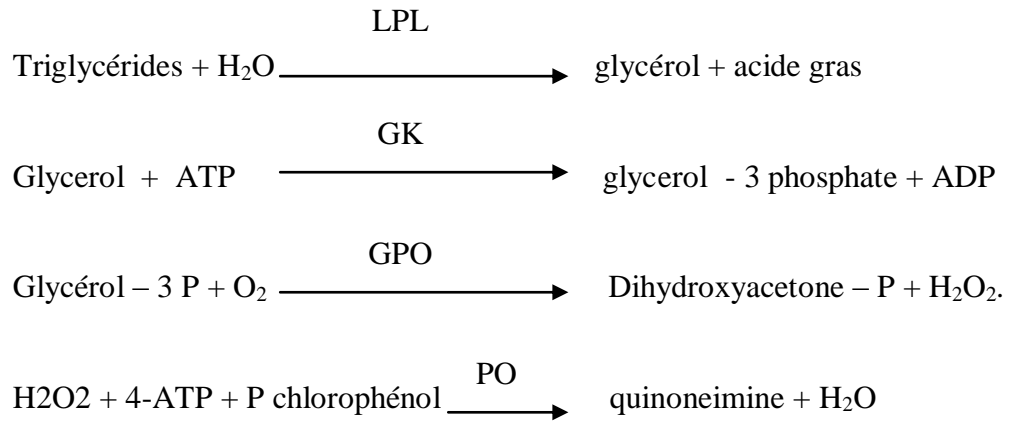 LPL
Triglycérides + H₂O → glycérol + acide gras
GK
Glycerol + ATP → glycerol - 3 phosphate + ADP
GPO
Glycérol – 3 P + O₂ → Dihydroxyacetone – P + H₂O₂.
PO
H2O2 + 4-ATP + P chlorophénol → quinoneimine + H₂O